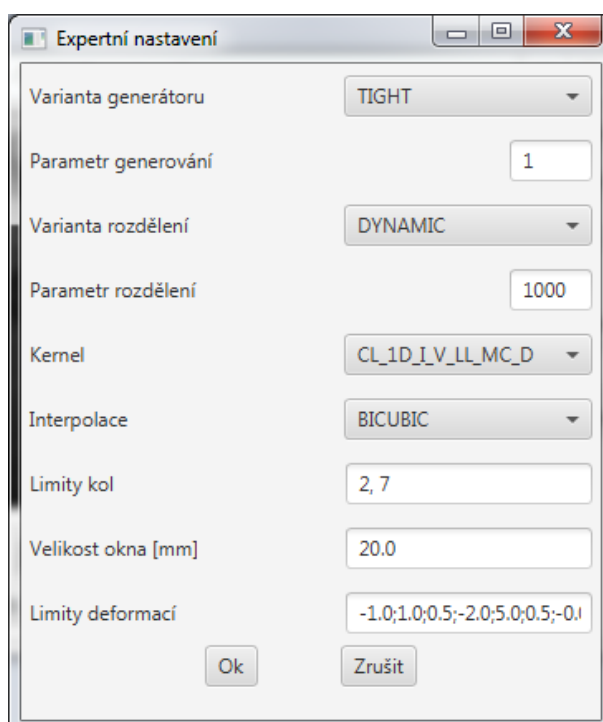 Expertní nastavení
Varianta generátoru TIGHT
Parametr generování 1
Varianta rozdělení DYNAMIC
Parametr rozdělení 1000
Kernel CL_1D_I_V_LL_MC_D
Interpolace BICUBIC
Limity kol 2, 7
Velikost okna [mm] 20.0
Limity deformací -1.0;1.0;0.5;-2.0;5.0;0.5;-0.
Ok Zrušit